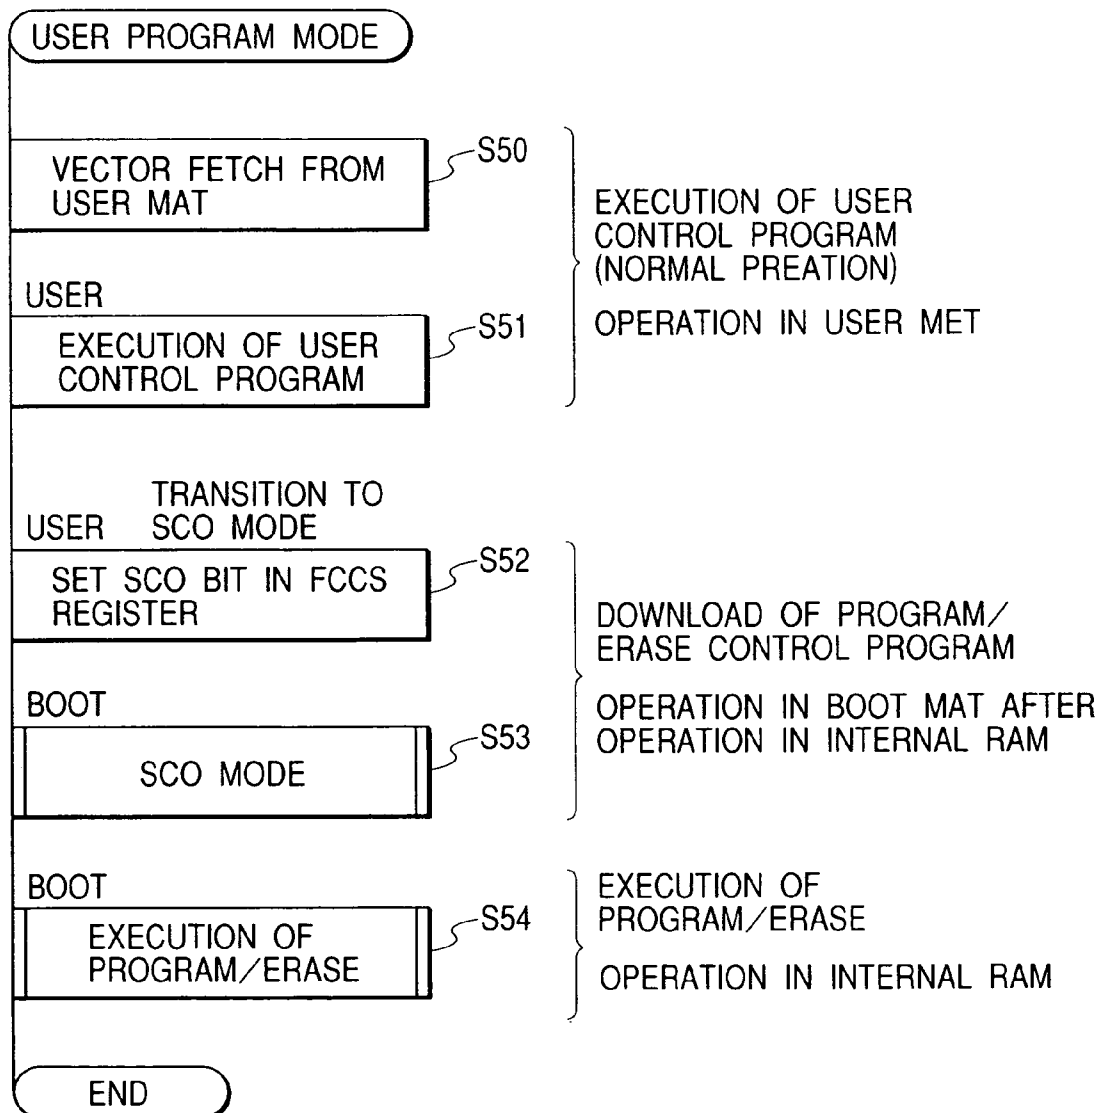 USER PROGRAM MODE
VECTOR FETCH FROM
USER MAT
S50
USER
EXECUTION OF USER
CONTROL PROGRAM
S51
EXECUTION OF USER
CONTROL PROGRAM
(NORMAL PREATION)
OPERATION IN USER MET
TRANSITION TO
USER SCO MODE
SET SCO BIT IN FCCS
REGISTER
S52
BOOT
SCO MODE
S53
DOWNLOAD OF PROGRAM/
ERASE CONTROL PROGRAM
OPERATION IN BOOT MAT AFTER
OPERATION IN INTERNAL RAM
BOOT
EXECUTION OF
PROGRAM/ERASE
S54
EXECUTION OF
PROGRAM/ERASE
OPERATION IN INTERNAL RAM
END